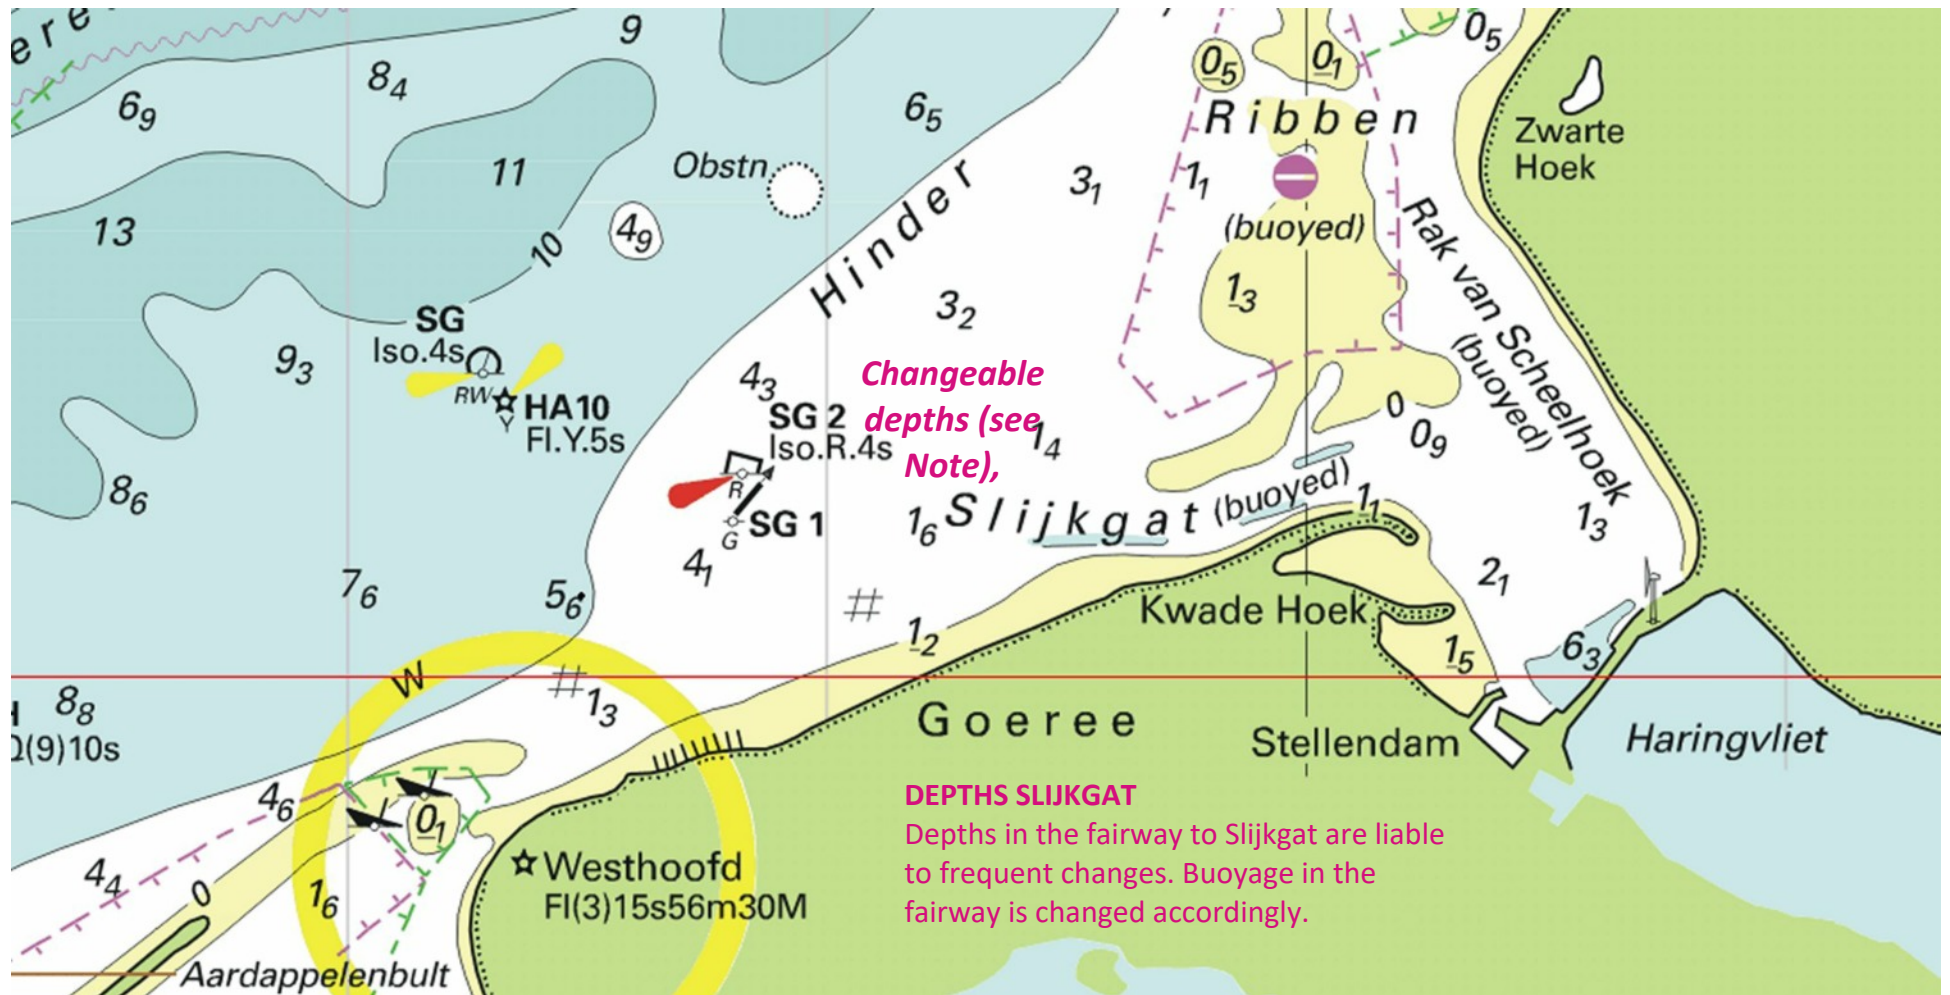 ere
9
8₄
6₉
6₅
0₅
0₁
0₅
Ribben
Zwarte
Hoek
11
Obstn
3₁
1₁
13
4₉
10
Hinder
(buoyed)
Rak van Scheelhoek
(buoyed)
1₃
3₂
SG
Iso.4s
RW
9₃
HA10
Y
Fl.Y.5s
4₃
SG 2
Iso.R.4s
R
Changeable
depths (see
Note),
1₄
0
0₉
8₆
SG 1
G
1₆
Slijkgat
(buoyed)
1₁
1₃
4₁
7₆
5₆
2₁
Kwade Hoek
1₂
1₅
6₃
W
8₈
Q(9)10s
1₃
Goeree
Stellendam
Haringvliet
4₆
0₁
DEPTHS SLIJKGAT
Depths in the fairway to Slijkgat are liable
to frequent changes. Buoyage in the
fairway is changed accordingly.
4₄
0
1₆
Westhoofd
Fl(3)15s56m30M
Aardappelenbult